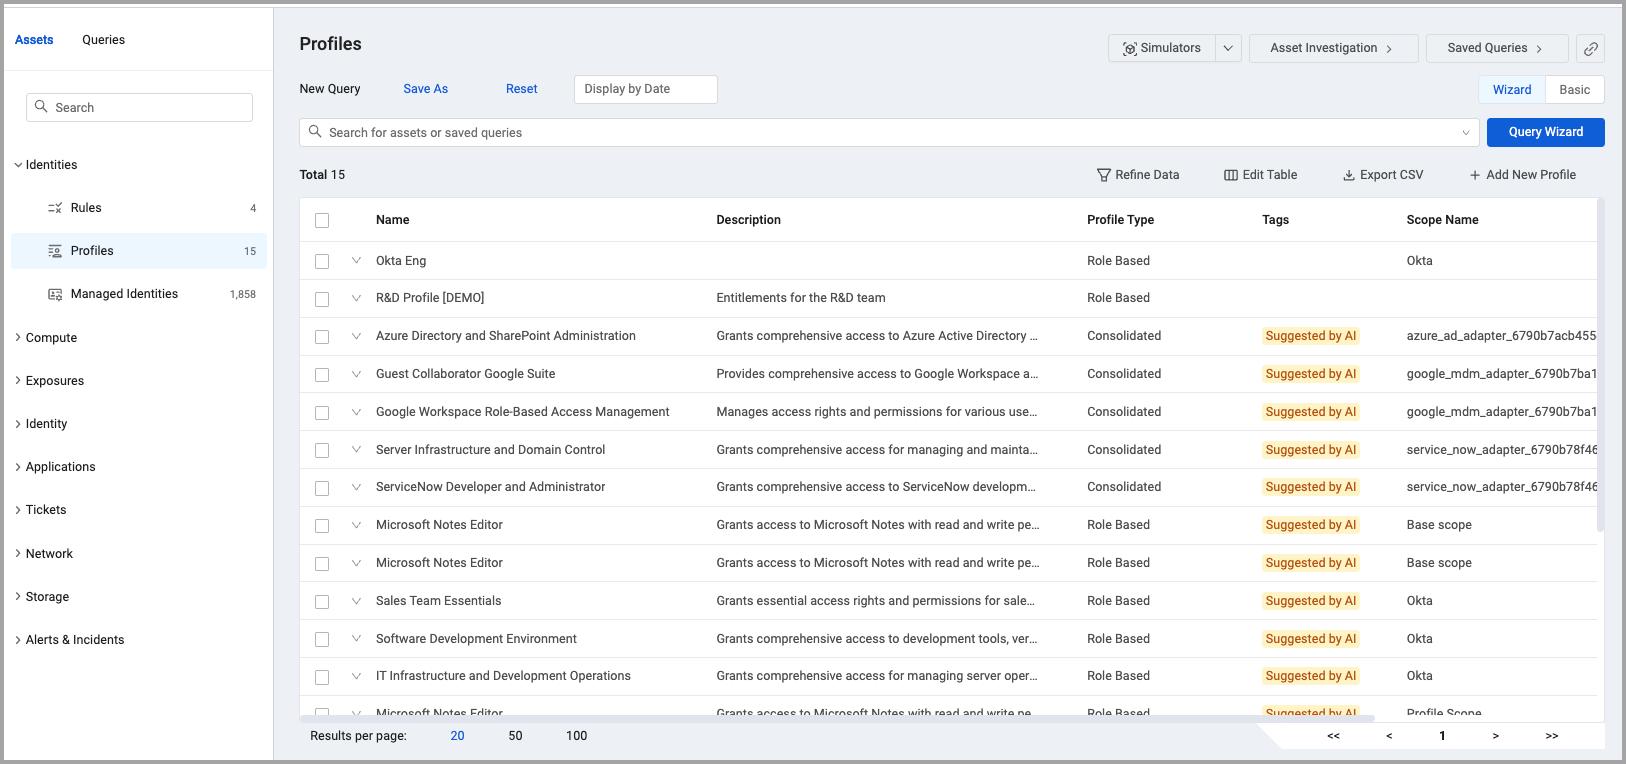 Assets Queries
Search
Identities
Rules 4
Profiles 15
Managed Identities 1,858
Compute
Exposures
Identity
Applications
Tickets
Network
Storage
Alerts & Incidents
Profiles
Simulators Asset Investigation Saved Queries
New Query Save As Reset Display by Date Wizard Basic
Search for assets or saved queries Query Wizard
Total 15 Refine Data Edit Table Export CSV + Add New Profile
Name Description Profile Type Tags Scope Name
Okta Eng Role Based Okta
R&D Profile [DEMO] Entitlements for the R&D team Role Based
Azure Directory and SharePoint Administration Grants comprehensive access to Azure Active Directory ... Consolidated Suggested by AI azure_ad_adapter_6790b7acb455
Guest Collaborator Google Suite Provides comprehensive access to Google Workspace a... Consolidated Suggested by AI google_mdm_adapter_6790b7ba1
Google Workspace Role-Based Access Management Manages access rights and permissions for various use... Consolidated Suggested by AI google_mdm_adapter_6790b7ba1
Server Infrastructure and Domain Control Grants comprehensive access for managing and mainta... Consolidated Suggested by AI service_now_adapter_6790b78f46
ServiceNow Developer and Administrator Grants comprehensive access to ServiceNow developm... Consolidated Suggested by AI service_now_adapter_6790b78f46
Microsoft Notes Editor Grants access to Microsoft Notes with read and write pe... Role Based Suggested by AI Base scope
Microsoft Notes Editor Grants access to Microsoft Notes with read and write pe... Role Based Suggested by AI Base scope
Sales Team Essentials Grants essential access rights and permissions for sale... Role Based Suggested by AI Okta
Software Development Environment Grants comprehensive access to development tools, ver... Role Based Suggested by AI Okta
IT Infrastructure and Development Operations Grants comprehensive access for managing server oper... Role Based Suggested by AI Okta
Microsoft Notes Editor Grants access to Microsoft Notes with read and write pe... Role Based Suggested by AI Profile Scope
Results per page: 20 50 100 << < 1 > >>